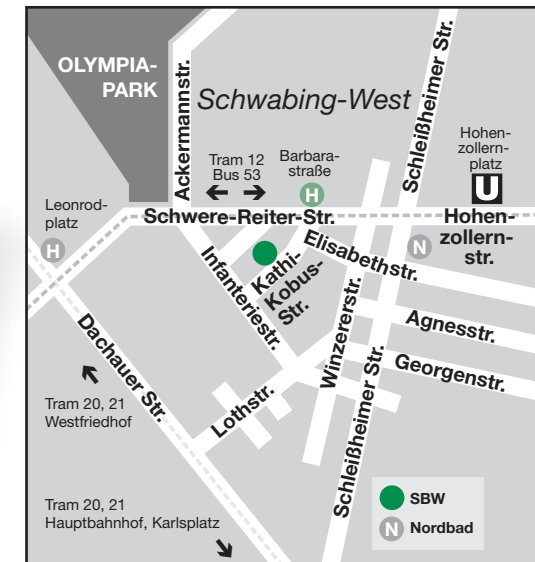 OLYMPIA-
PARK
Ackermannstr.
Schwabing-West
Schleißheimer Str.
Tram 12
Bus 53
Barbara-
straße
H
Hohen-
zollern-
platz
U
Leonrod-
platz
H
Schwere-Reiter-Str.
Hohen-
zollern-
str.
N
Elisabethstr.
Infanteriestr.
Kathi-
Kobus-
Str.
Winzererstr.
Agnesstr.
Georgenstr.
Dachauer Str.
Lothstr.
Schleißheimer Str.
Tram 20, 21
Westfriedhof
Tram 20, 21
Hauptbahnhof, Karlsplatz
SBW
N Nordbad